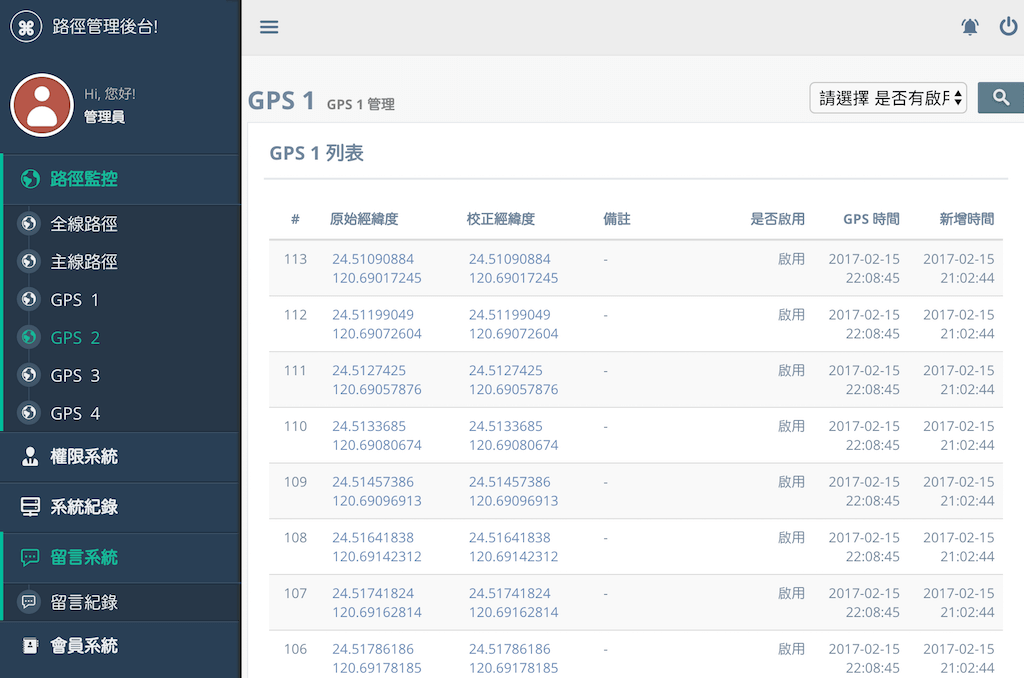 路徑管理後台!
Hi, 您好!
管理員
路徑監控
全線路徑
主線路徑
GPS 1
GPS 2
GPS 3
GPS 4
權限系統
系統紀錄
留言系統
留言紀錄
會員系統
GPS 1 GPS 1 管理
請選擇 是否有啟用
GPS 1 列表
# 原始經緯度 校正經緯度 備註 是否啟用 GPS 時間 新增時間
113 24.51090884 24.51090884 - 啟用 2017-02-15 2017-02-15
120.69017245 120.69017245 22:08:45 21:02:44
112 24.51199049 24.51199049 - 啟用 2017-02-15 2017-02-15
120.69072604 120.69072604 22:08:45 21:02:44
111 24.5127425 24.5127425 - 啟用 2017-02-15 2017-02-15
120.69057876 120.69057876 22:08:45 21:02:44
110 24.5133685 24.5133685 - 啟用 2017-02-15 2017-02-15
120.69080674 120.69080674 22:08:45 21:02:44
109 24.51457386 24.51457386 - 啟用 2017-02-15 2017-02-15
120.69096913 120.69096913 22:08:45 21:02:44
108 24.51641838 24.51641838 - 啟用 2017-02-15 2017-02-15
120.69142312 120.69142312 22:08:45 21:02:44
107 24.51741824 24.51741824 - 啟用 2017-02-15 2017-02-15
120.69162814 120.69162814 22:08:45 21:02:44
106 24.51786186 24.51786186 - 啟用 2017-02-15 2017-02-15
120.69178185 120.69178185 22:08:45 21:02:44